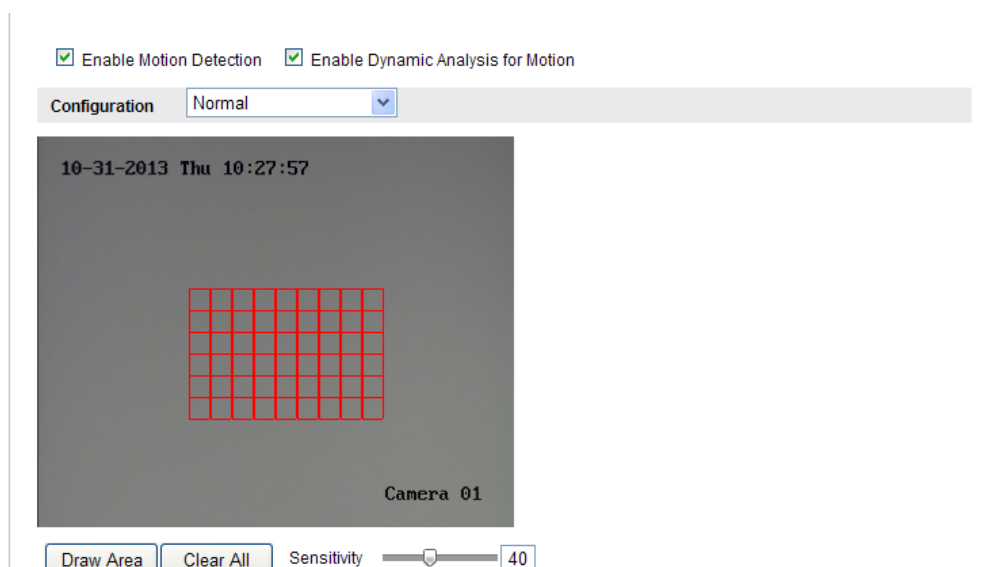 Enable Motion Detection Enable Dynamic Analysis for Motion
Configuration Normal
10-31-2013 Thu 10:27:57
Camera 01
Draw Area Clear All Sensitivity 40